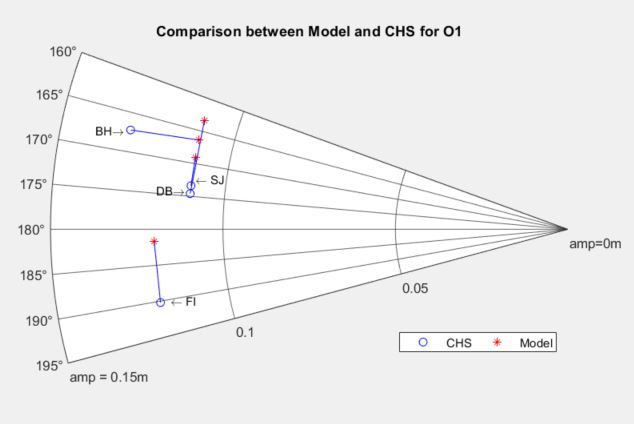 Comparison between Model and CHS for O1
160°
165°
170°
175°
180°
185°
190°
195°
BH→
← SJ
DB→
← FI
amp=0m
0.05
0.1
amp = 0.15m
CHS
Model